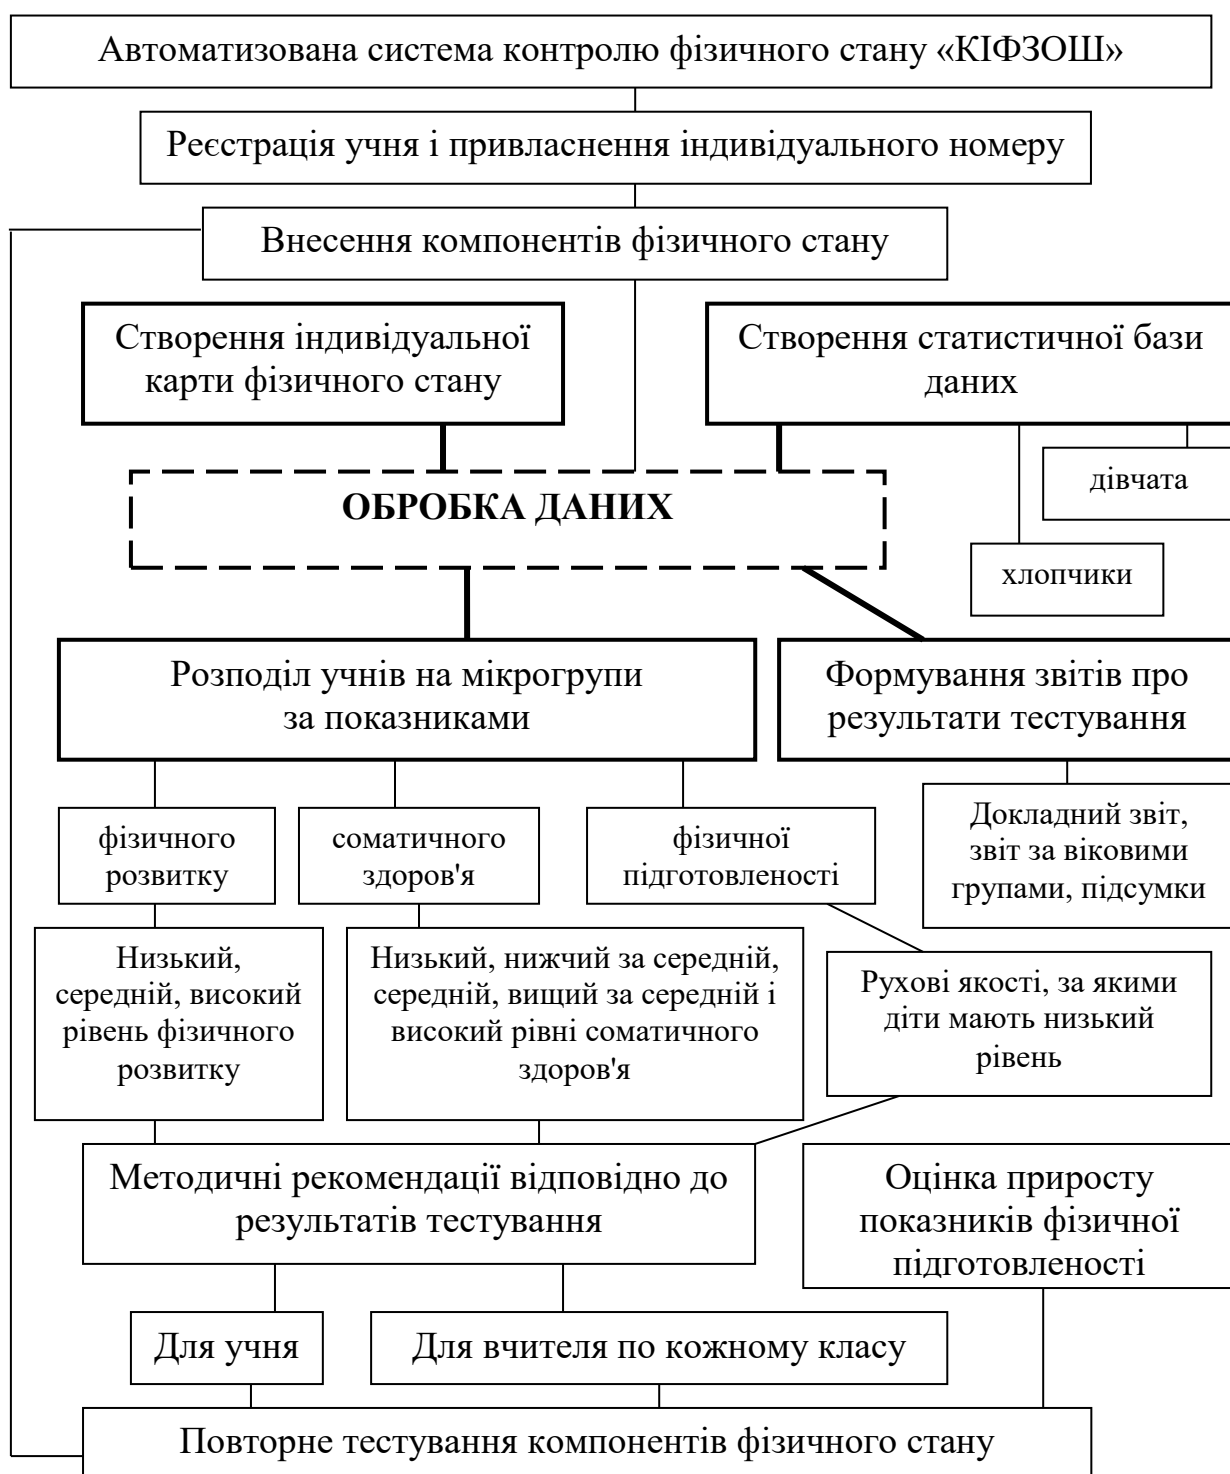 Автоматизована система контролю фізичного стану «КІФЗОШ»
Реєстрація учня і привласнення індивідуального номеру
Внесення компонентів фізичного стану
Створення індивідуальної
карти фізичного стану
Створення статистичної бази
даних
дівчата
ОБРОБКА ДАНИХ
хлопчики
Розподіл учнів на мікрогрупи
за показниками
Формування звітів про
результати тестування
фізичного
розвитку
соматичного
здоров'я
фізичної
підготовленості
Докладний звіт,
звіт за віковими
групами, підсумки
Низький,
середній, високий
рівень фізичного
розвитку
Низький, нижчий за середній,
середній, вищий за середній і
високий рівні соматичного
здоров'я
Рухові якості, за якими
діти мають низький
рівень
Методичні рекомендації відповідно до
результатів тестування
Оцінка приросту
показників фізичної
підготовленості
Для учня
Для вчителя по кожному класу
Повторне тестування компонентів фізичного стану